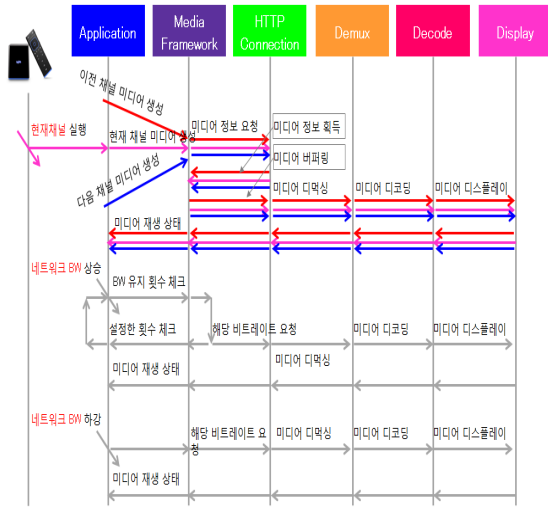 Application
Media Framework
HTTP Connection
Demux
Decode
Display
이전 채널 미디어 생성
현재채널 실행
현재 채널 미디어 생성
미디어 정보 요청
미디어 정보 획득
미디어 버퍼링
다음 채널 미디어 생성
미디어 디먹싱
미디어 디코딩
미디어 디스플레이
미디어 재생 상태
네트워크 BW 상승
BW 유지 횟수 체크
설정한 횟수 체크
해당 비트레이트 요청
미디어 디코딩
미디어 디스플레이
미디어 디먹싱
미디어 재생 상태
네트워크 BW 하강
해당 비트레이트 요
청
미디어 디먹싱
미디어 디코딩
미디어 디스플레이
미디어 재생 상태